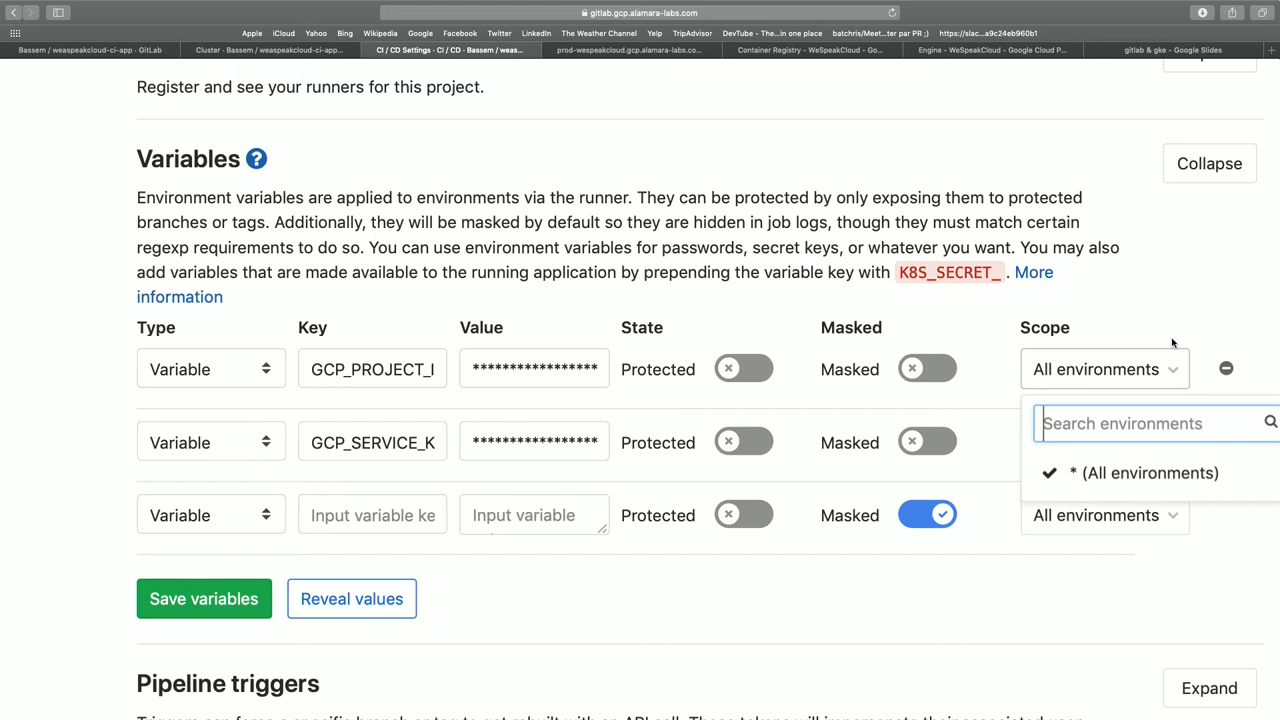 gitlab.gcp.alamara-labs.com
Apple iCloud Yahoo Bing Wikipedia Google Facebook Twitter LinkedIn The Weather Channel Yelp TripAdvisor DevTube - The...in one place batchris/Meet...ter par PR ;) https://slac...a9c24eb960b1
Bassem / weaspeakcloud-ci-app · GitLab Cluster · Bassem / weaspeakcloud-ci-app... CI / CD Settings · CI / CD · Bassem / weas... prod-wespeakcloud.gcp.alamara-labs.co... Container Registry - WeSpeakCloud - Go... Engine - WeSpeakCloud - Google Cloud P... gitlab & gke - Google Slides
Register and see your runners for this project.
Variables ?
Collapse
Environment variables are applied to environments via the runner. They can be protected by only exposing them to protected
branches or tags. Additionally, they will be masked by default so they are hidden in job logs, though they must match certain
regexp requirements to do so. You can use environment variables for passwords, secret keys, or whatever you want. You may also
add variables that are made available to the running application by prepending the variable key with K8S_SECRET_ . More
information
Type Key Value State Masked Scope
Variable GCP_PROJECT_I ***************** Protected Masked All environments
Search environments
Variable GCP_SERVICE_K ***************** Protected Masked
* (All environments)
Variable Input variable ke Input variable Protected Masked All environments
Save variables Reveal values
Pipeline triggers
Expand